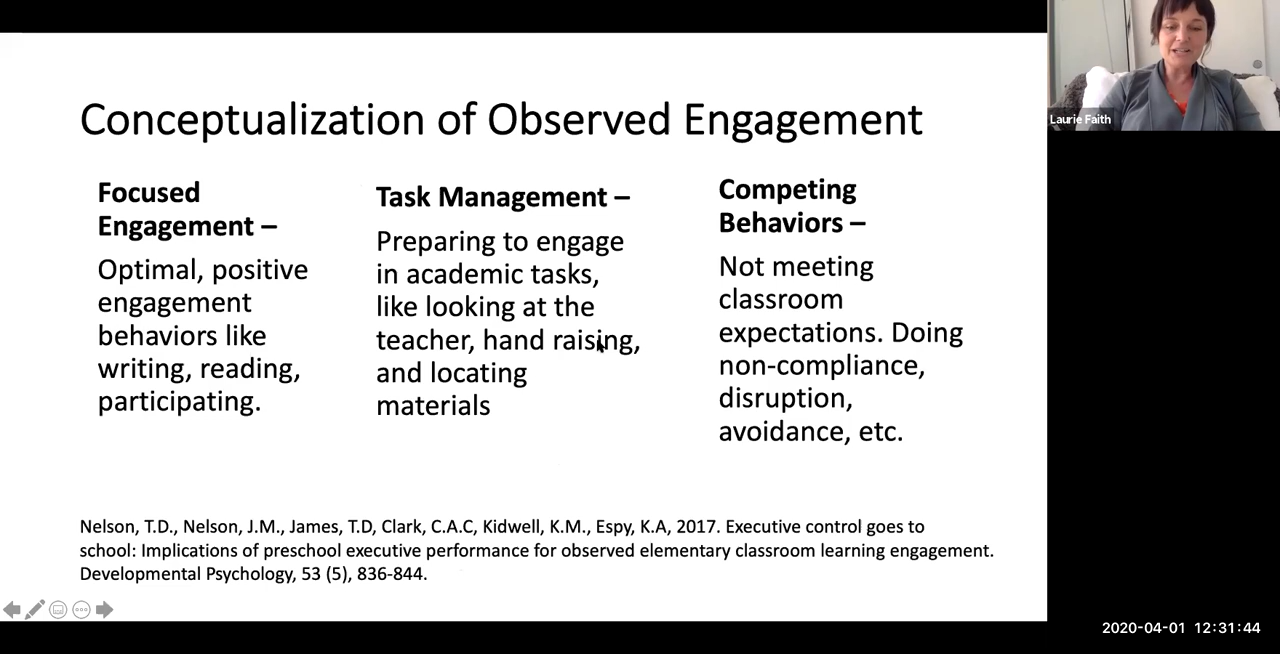 Conceptualization of Observed Engagement
Focused
Engagement –
Optimal, positive
engagement
behaviors like
writing, reading,
participating.
Task Management –
Preparing to engage
in academic tasks,
like looking at the
teacher, hand raising,
and locating
materials
Competing
Behaviors –
Not meeting
classroom
expectations. Doing
non-compliance,
disruption,
avoidance, etc.
Nelson, T.D., Nelson, J.M., James, T.D, Clark, C.A.C, Kidwell, K.M., Espy, K.A, 2017. Executive control goes to
school: Implications of preschool executive performance for observed elementary classroom learning engagement.
Developmental Psychology, 53 (5), 836-844.
Laurie Faith
2020-04-01 12:31:44